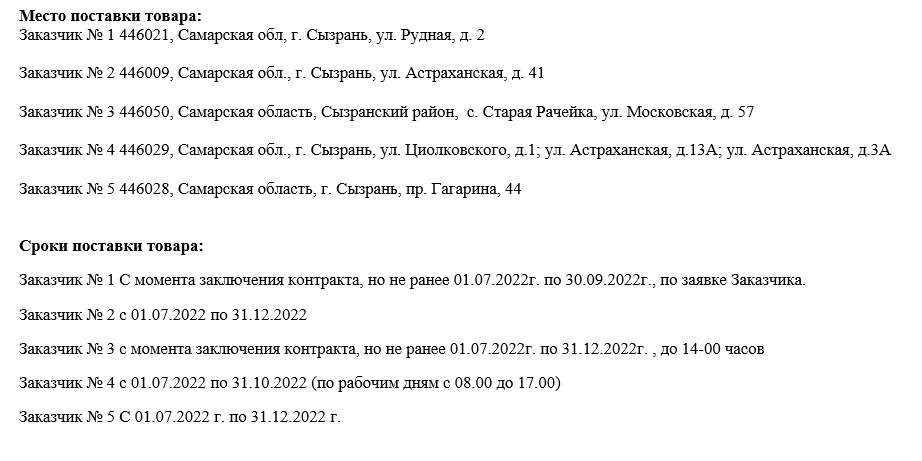 Место поставки товара:
Заказчик № 1 446021, Самарская обл, г. Сызрань, ул. Рудная, д. 2
Заказчик № 2 446009, Самарская обл., г. Сызрань, ул. Астраханская, д. 41
Заказчик № 3 446050, Самарская область, Сызранский район,  с. Старая Рачейка, ул. Московская, д. 57
Заказчик № 4 446029, Самарская обл., г. Сызрань, ул. Циолковского, д.1; ул. Астраханская, д.13А; ул. Астраханская, д.3А
Заказчик № 5 446028, Самарская область, г. Сызрань, пр. Гагарина, 44
Сроки поставки товара:
Заказчик № 1 С момента заключения контракта, но не ранее 01.07.2022г. по 30.09.2022г., по заявке Заказчика.
Заказчик № 2 с 01.07.2022 по 31.12.2022
Заказчик № 3 с момента заключения контракта, но не ранее 01.07.2022г. по 31.12.2022г. , до 14-00 часов
Заказчик № 4 с 01.07.2022 по 31.10.2022 (по рабочим дням с 08.00 до 17.00)
Заказчик № 5 С 01.07.2022 г. по 31.12.2022 г.